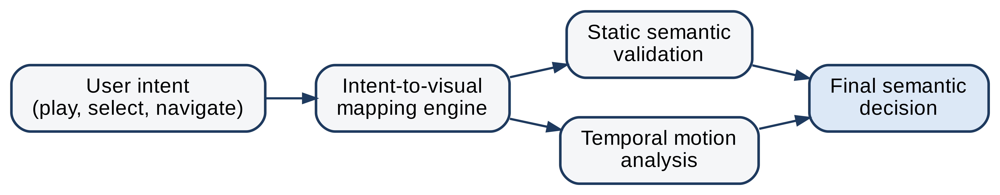 User intent
(play, select, navigate)
Intent-to-visual
mapping engine
Static semantic
validation
Temporal motion
analysis
Final semantic
decision